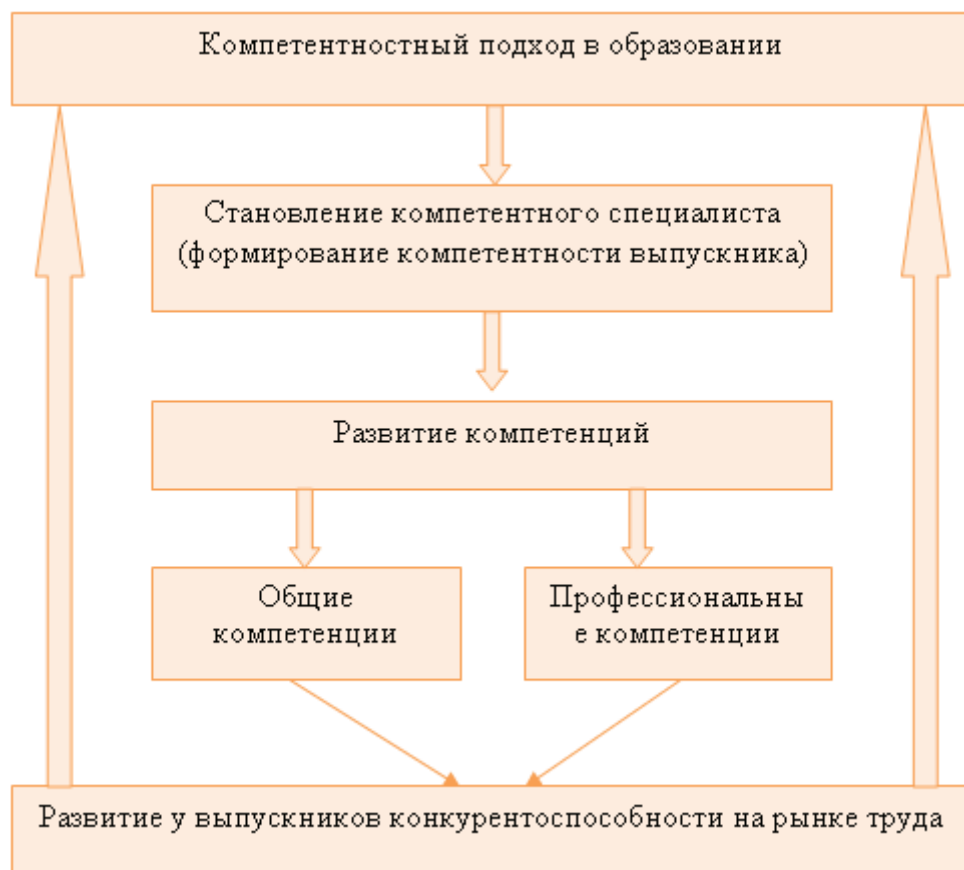 Компетентностный подход в образовании
Становление компетентного специалиста
(формирование компетентности выпускника)
Развитие компетенций
Общие
компетенции
Профессиональны
е компетенции
Развитие у выпускников конкурентоспособности на рынке труда